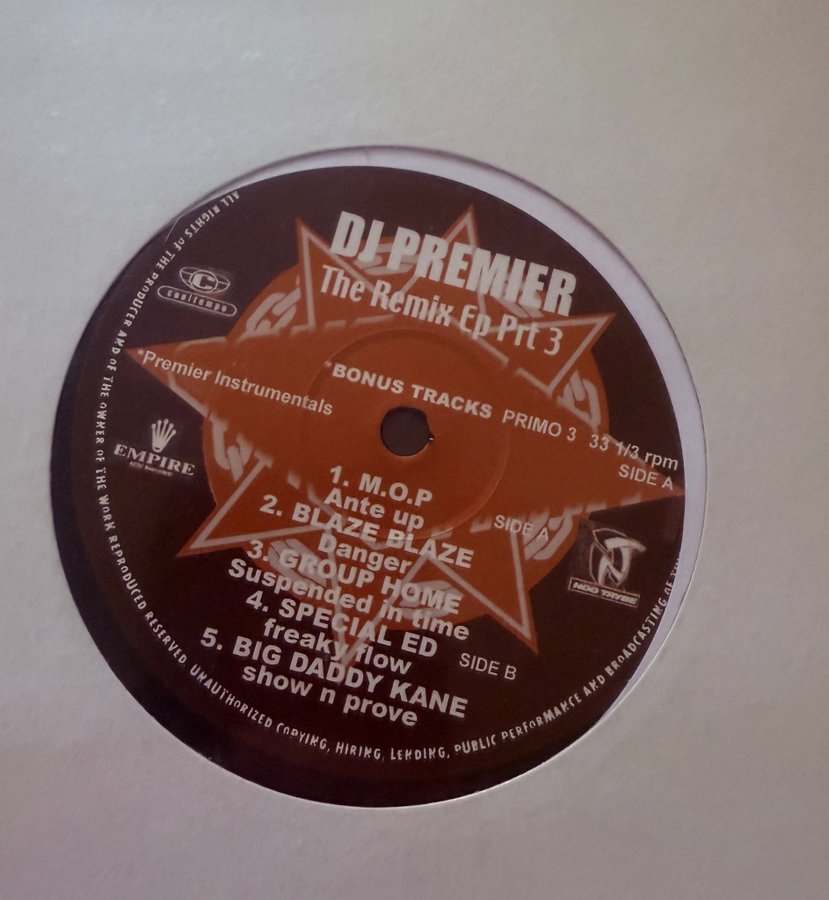 DJ PREMIER
The Remix Ep Prt 3
C
contempo
*Premier Instrumentals
*BONUS TRACKS PRIMO 3 33 1/3 rpm
SIDE A
EMPIRE
1. M.O.P
Ante up
SIDE A
2. BLAZE BLAZE
Danger
3. GROUP HOME
Suspended in time
NOO TRYBE
4. SPECIAL ED
freaky flow
SIDE B
5. BIG DADDY KANE
show n prove
ALL RIGHTS OF THE PRODUCER AND OF THE OWNER OF THE WORK REPRODUCED RESERVED. UNAUTHORIZED COPYING, HIRING, LENDING, PUBLIC PERFORMANCE AND BROADCASTING OF